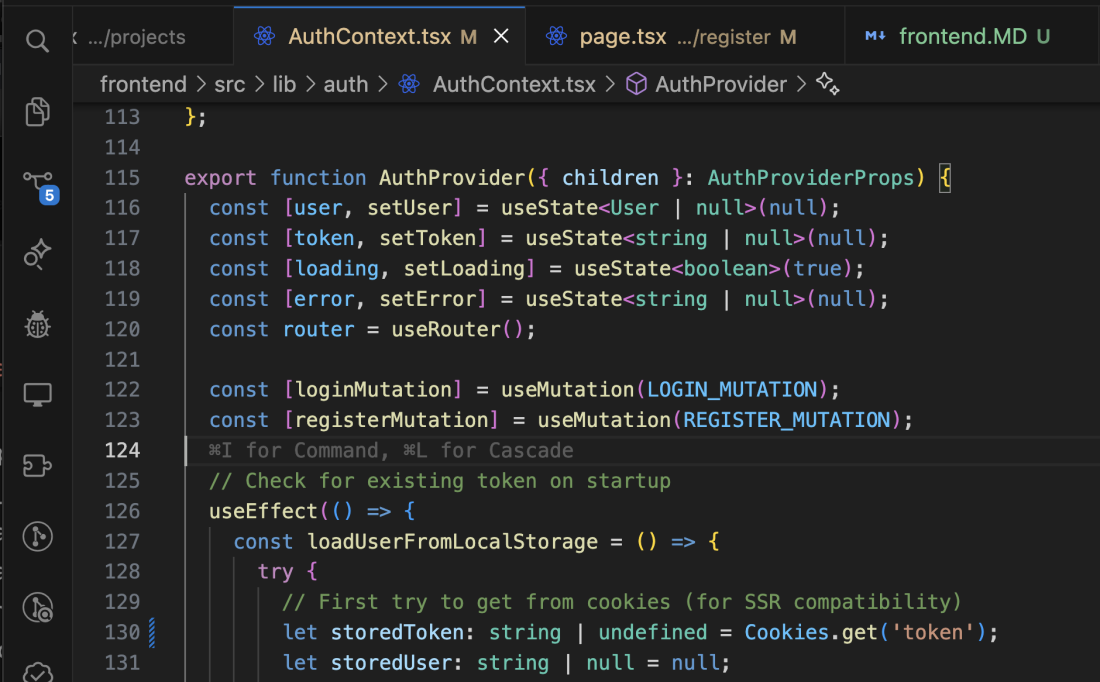 .../projects
AuthContext.tsx M
page.tsx .../register M
frontend.MD U
frontend > src > lib > auth > AuthContext.tsx > AuthProvider >
5
113 };
114
115 export function AuthProvider({ children }: AuthProviderProps) {
116 const [user, setUser] = useState<User | null>(null);
117 const [token, setToken] = useState<string | null>(null);
118 const [loading, setLoading] = useState<boolean>(true);
119 const [error, setError] = useState<string | null>(null);
120 const router = useRouter();
121
122 const [loginMutation] = useMutation(LOGIN_MUTATION);
123 const [registerMutation] = useMutation(REGISTER_MUTATION);
124 ⌘I for Command, ⌘L for Cascade
125 // Check for existing token on startup
126 useEffect(() => {
127 const loadUserFromLocalStorage = () => {
128 try {
129 // First try to get from cookies (for SSR compatibility)
130 let storedToken: string | undefined = Cookies.get('token');
131 let storedUser: string | null = null;